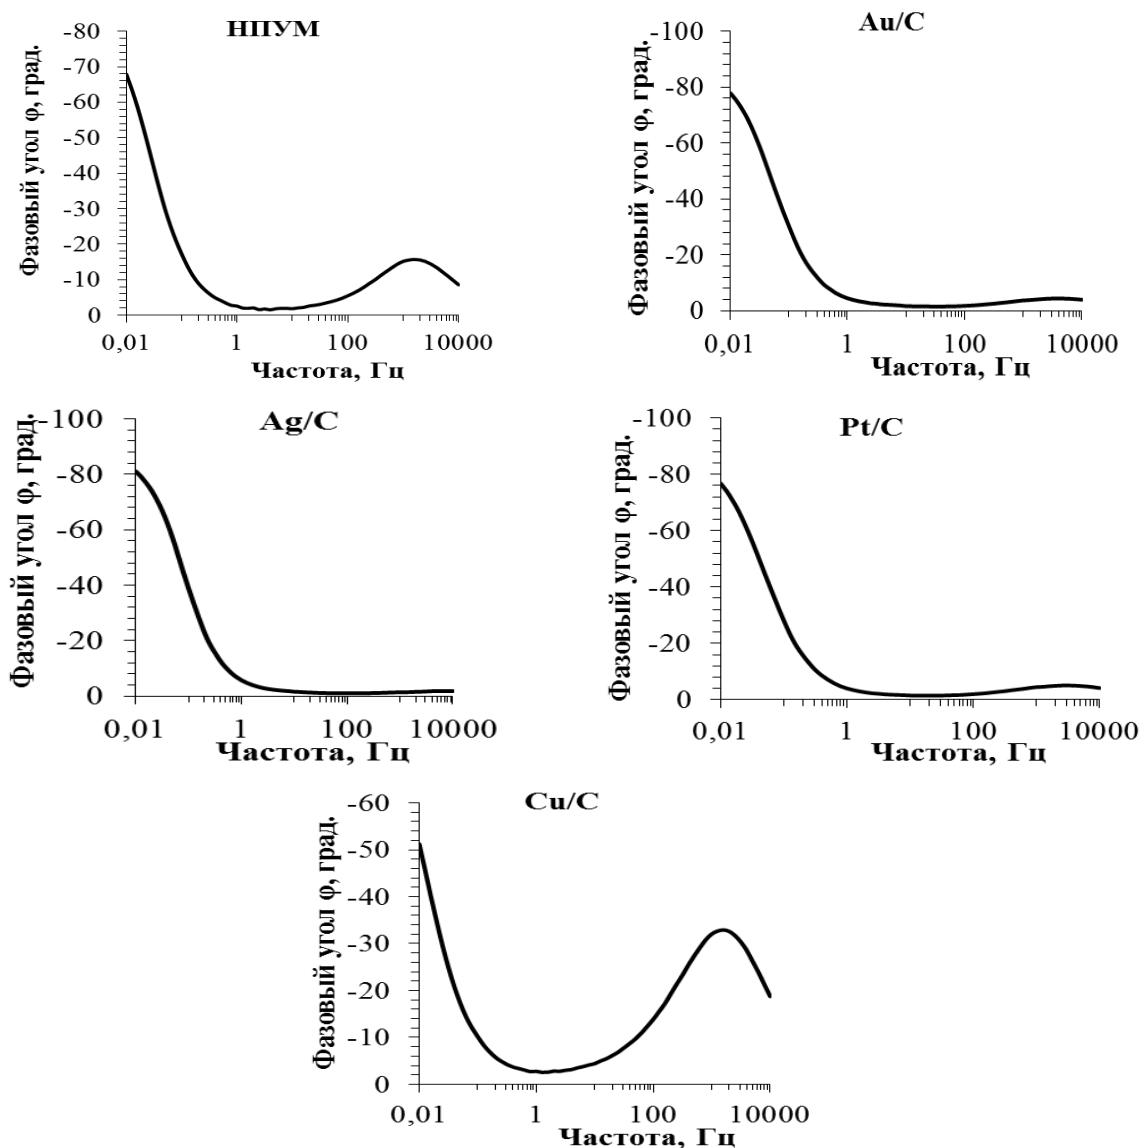 НПУМ
Фазовый угол φ, град.
-80
-70
-60
-50
-40
-30
-20
-10
0
0,01 1 100 10000
Частота, Гц
Au/C
Фазовый угол φ, град.
-100
-80
-60
-40
-20
0
0,01 1 100 10000
Частота, Гц
Ag/C
Фазовый угол φ, град.
-100
-80
-60
-40
-20
0
0,01 1 100 10000
Частота, Гц
Pt/C
Фазовый угол φ, град.
-100
-80
-60
-40
-20
0
0,01 1 100 10000
Частота, Гц
Cu/C
Фазовый угол φ, град.
-60
-50
-40
-30
-20
-10
0
0,01 1 100 10000
Частота, Гц